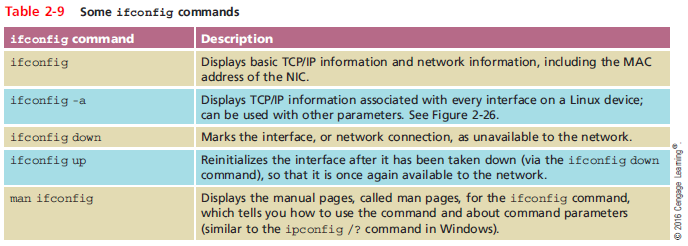 Table 2-9 Some ifconfig commands
ifconfig command Description
ifconfig Displays basic TCP/IP information and network information, including the MAC
address of the NIC.
ifconfig -a Displays TCP/IP information associated with every interface on a Linux device;
can be used with other parameters. See Figure 2-26.
ifconfig down Marks the interface, or network connection, as unavailable to the network.
ifconfig up Reinitializes the interface after it has been taken down (via the ifconfig down
command), so that it is once again available to the network.
man ifconfig Displays the manual pages, called man pages, for the ifconfig command,
which tells you how to use the command and about command parameters
(similar to the ipconfig /? command in Windows).
© 2016 Cengage Learning®.